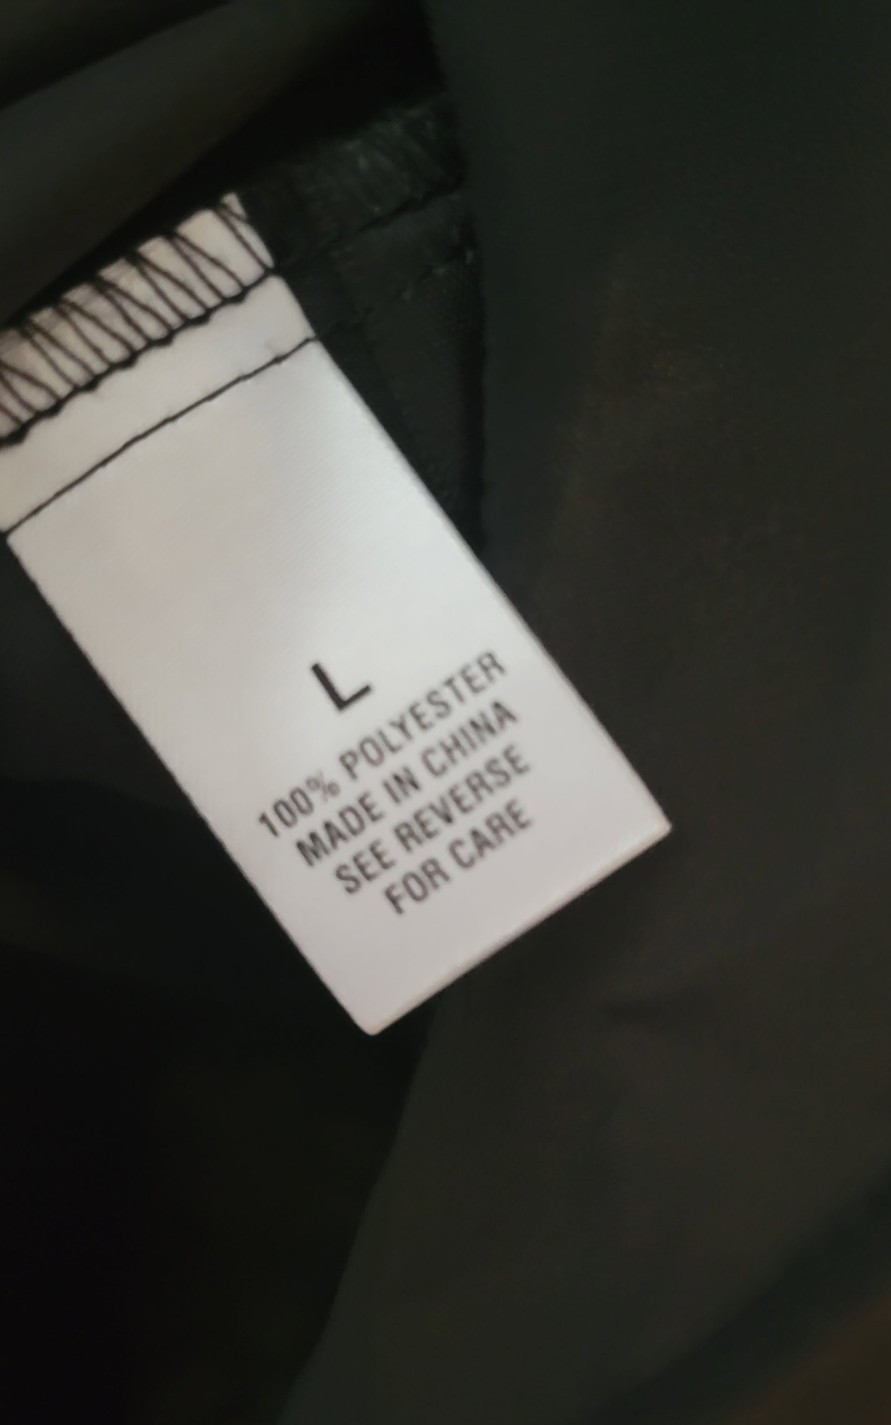 L
100% POLYESTER
MADE IN CHINA
SEE REVERSE
FOR CARE